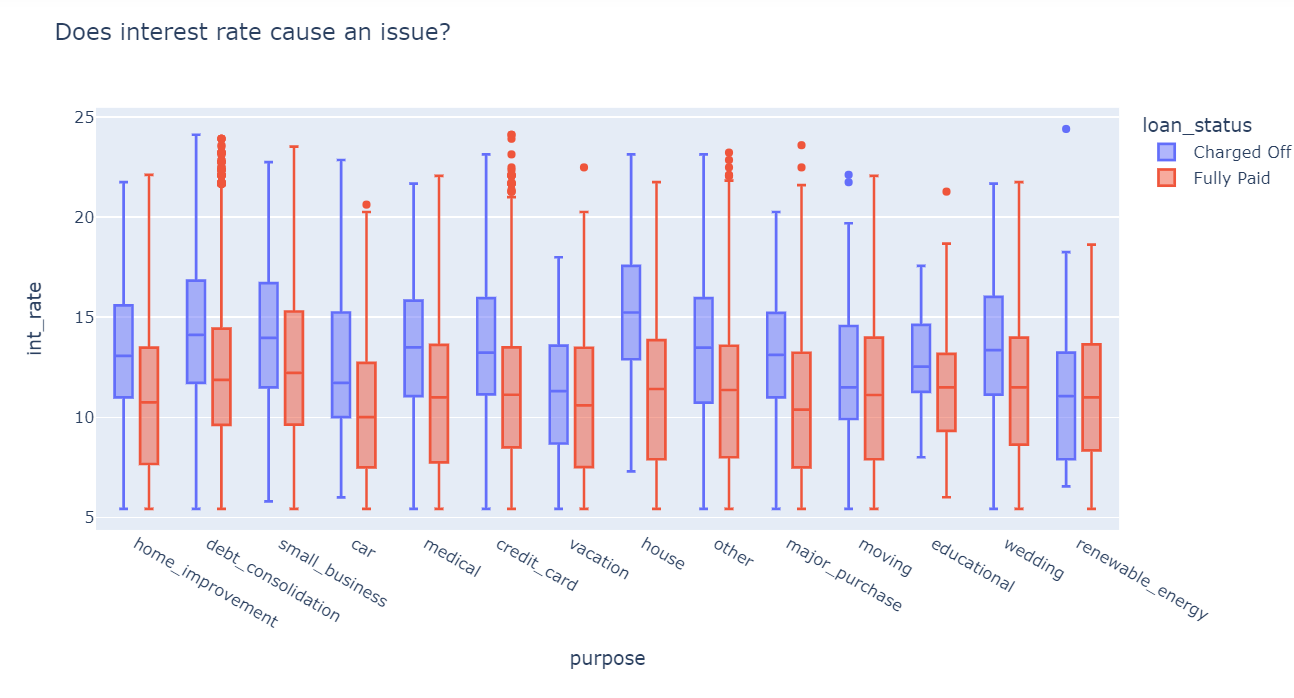 Does interest rate cause an issue?
25
20
15
10
5
int_rate
home_improvement
debt_consolidation
small_business
car
medical
credit_card
vacation
house
other
major_purchase
moving
educational
wedding
renewable_energy
purpose
loan_status
Charged Off
Fully Paid